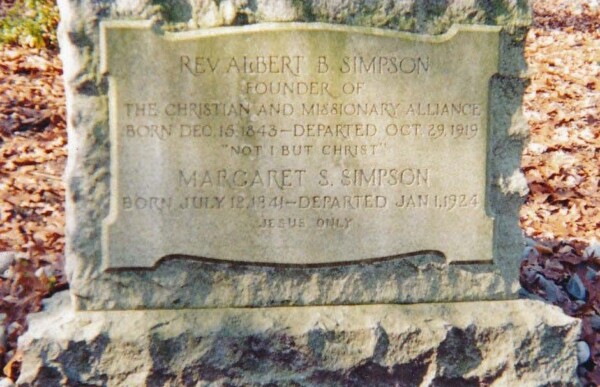 REV. ALBERT B. SIMPSON
FOUNDER OF
THE CHRISTIAN AND MISSIONARY ALLIANCE
BORN DEC. 15, 1843—DEPARTED OCT. 29, 1919
"NOT I BUT CHRIST"
MARGARET S. SIMPSON
BORN JULY 12, 1841—DEPARTED JAN. 1, 1924
JESUS ONLY